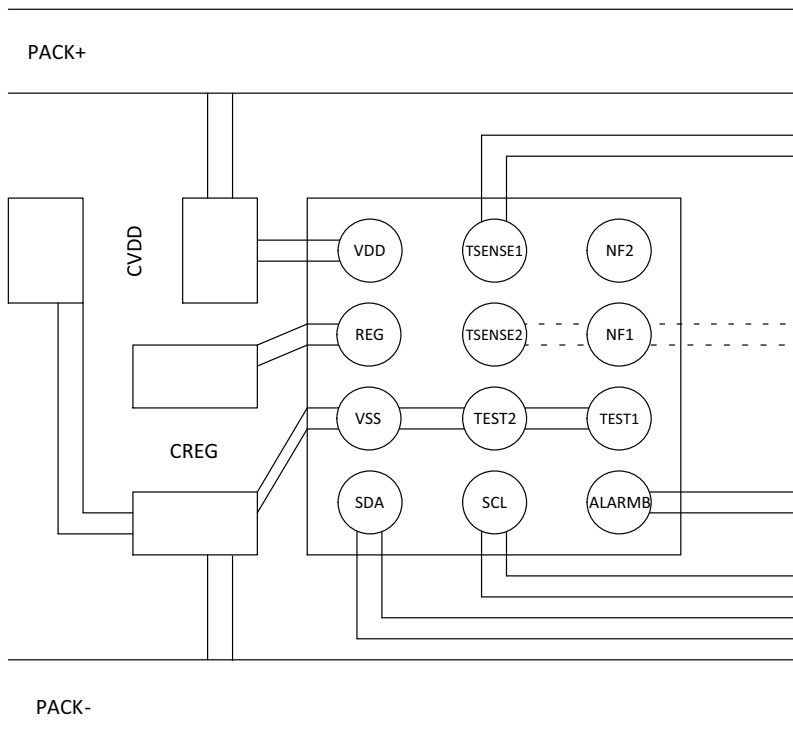 PACK+
CVDD
VDD
TSENSE1
NF2
REG
TSENSE2
NF1
VSS
TEST2
TEST1
CREG
SDA
SCL
ALARMB
PACK-